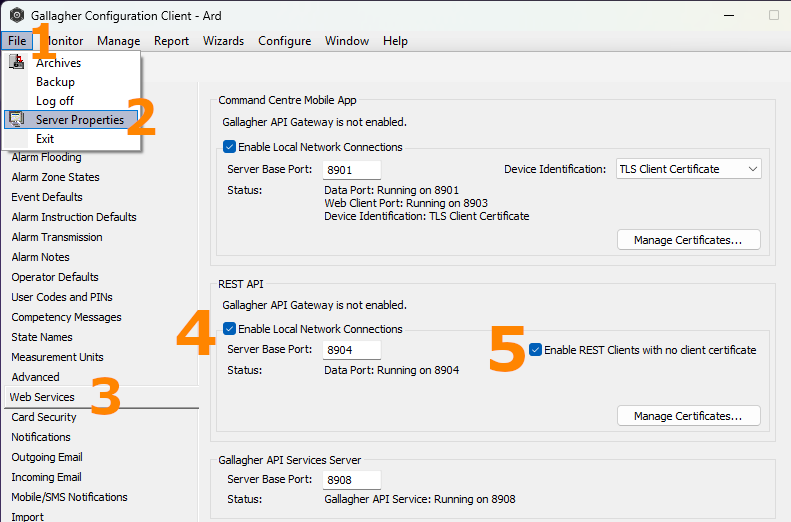 Gallagher Configuration Client - Ard
File Monitor Manage Report Reports Wizards Configure Window Help
1
Archives
Backup
Log off
Server Properties
2
Exit
Alarm Flooding
Alarm Zone States
Event Defaults
Alarm Instruction Defaults
Alarm Transmission
Alarm Notes
Operator Defaults
User Codes and PINs
Competency Messages
State Names
Measurement Units
Advanced
Web Services
3
Card Security
Notifications
Outgoing Email
Incoming Email
Mobile/SMS Notifications
Import
Command Centre Mobile App
Gallagher API Gateway is not enabled.
Enable Local Network Connections
Server Base Port: 8901 Device Identification: TLS Client Certificate
Status: Data Port: Running on 8901
Web Client Port: Running on 8903
Device Identification: TLS Client Certificate
Manage Certificates...
REST API
Gallagher API Gateway is not enabled.
4
Enable Local Network Connections
Server Base Port: 8904
5
Enable REST Clients with no client certificate
Status: Data Port: Running on 8904
Manage Certificates...
Gallagher API Services Server
Server Base Port: 8908
Status: Gallagher API Service: Running on 8908